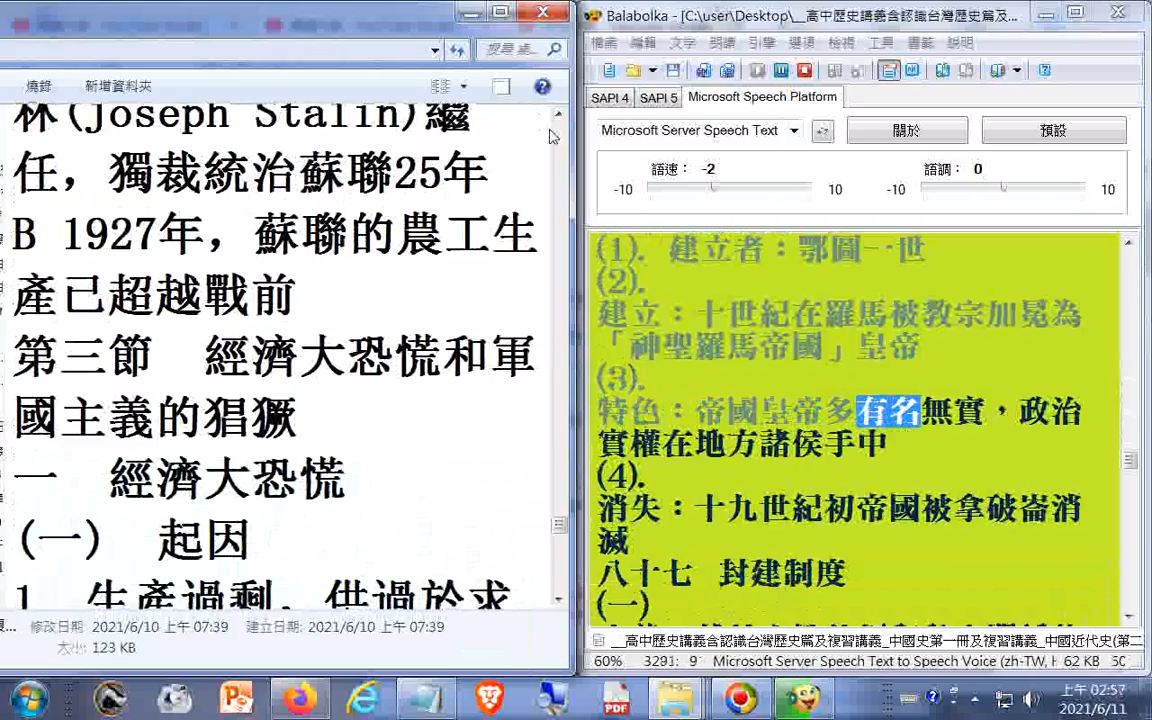 搜尋 桌...
燒錄 新增資料夾
林(Joseph Stalin)繼
任，獨裁統治蘇聯25年
B 1927年，蘇聯的農工生
產已超越戰前
第三節 經濟大恐慌和軍
國主義的猖獗
一 經濟大恐慌
(一) 起因
1 生產過剩，供過於求
修改日期: 2021/6/10 上午 07:39 建立日期: 2021/6/10 上午 07:39
大小: 123 KB
Balabolka - [C:\user\Desktop\__高中歷史講義含認識台灣歷史篇及...
檔案 編輯 文字 朗讀 引擎 選項 檢視 工具 書籤 說明
SAPI 4 SAPI 5 Microsoft Speech Platform
Microsoft Server Speech Text 關於 預設
語速： -2 語調： 0
-10 10 -10 10
(1). 建立者：鄂圖一世
(2).
建立：十世紀在羅馬被教宗加冕為
「神聖羅馬帝國」皇帝
(3).
特色：帝國皇帝多有名無實，政治
實權在地方諸侯手中
(4).
消失：十九世紀初帝國被拿破崙消
滅
八十七 封建制度
(一)
__高中歷史講義含認識台灣歷史篇及複習講義_中國史第一冊及複習講義_中國近代史(第二
60% 3291: 9 Microsoft Server Speech Text to Speech Voice (zh-TW, H 62 KB
上午 02:57
2021/6/11